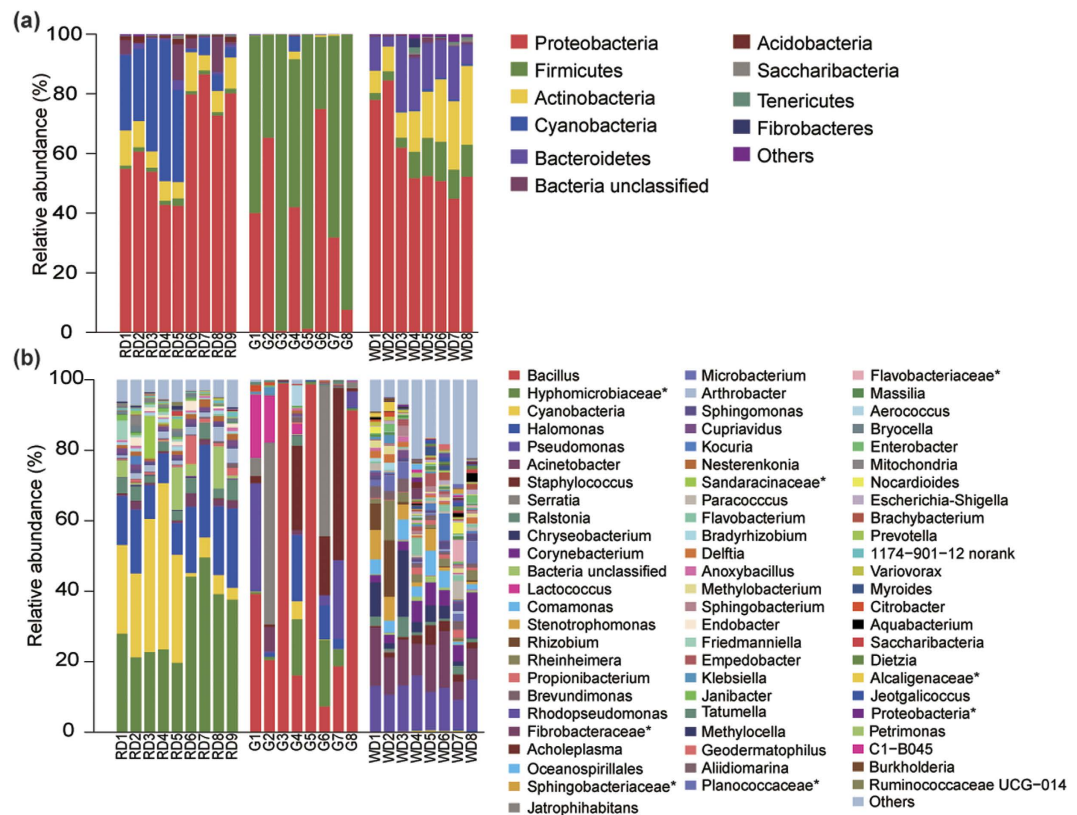 (a)
Relative abundance (%)
100
80
60
40
20
0
RD1 RD2 RD3 RD4 RD5 RD6 RD7 RD8 RD9 G1 G2 G3 G4 G5 G6 G7 G8 WD1 WD2 WD3 WD4 WD5 WD6 WD7 WD8
Proteobacteria
Firmicutes
Actinobacteria
Cyanobacteria
Bacteroidetes
Bacteria unclassified
Acidobacteria
Saccharibacteria
Tenericutes
Fibrobacteres
Others
(b)
Relative abundance (%)
100
80
60
40
20
0
RD1 RD2 RD3 RD4 RD5 RD6 RD7 RD8 RD9 G1 G2 G3 G4 G5 G6 G7 G8 WD1 WD2 WD3 WD4 WD5 WD6 WD7 WD8
Bacillus
Hyphomicrobiaceae*
Cyanobacteria
Halomonas
Pseudomonas
Acinetobacter
Staphylococcus
Serratia
Ralstonia
Chryseobacterium
Corynebacterium
Bacteria unclassified
Lactococcus
Comamonas
Stenotrophomonas
Rhizobium
Rheinheimera
Propionibacterium
Brevundimonas
Rhodopseudomonas
Fibrobacteraceae*
Acholeplasma
Oceanospirillales
Sphingobacteriaceae*
Jatrophihabitans
Microbacterium
Arthrobacter
Sphingomonas
Cupriavidus
Kocuria
Nesterenkonia
Sandaracinaceae*
Paracocccus
Flavobacterium
Bradyrhizobium
Delftia
Anoxybacillus
Methylobacterium
Sphingobacterium
Endobacter
Friedmanniella
Empedobacter
Klebsiella
Janibacter
Tatumella
Methylocella
Geodermatophilus
Aliidiomarina
Planococcaceae*
Flavobacteriaceae*
Massilia
Aerococcus
Bryocella
Enterobacter
Mitochondria
Nocardioides
Escherichia-Shigella
Brachybacterium
Prevotella
1174−901−12 norank
Variovorax
Myroides
Citrobacter
Aquabacterium
Saccharibacteria
Dietzia
Alcaligenaceae*
Jeotgalicoccus
Proteobacteria*
Petrimonas
C1−B045
Burkholderia
Ruminococcaceae UCG−014
Others